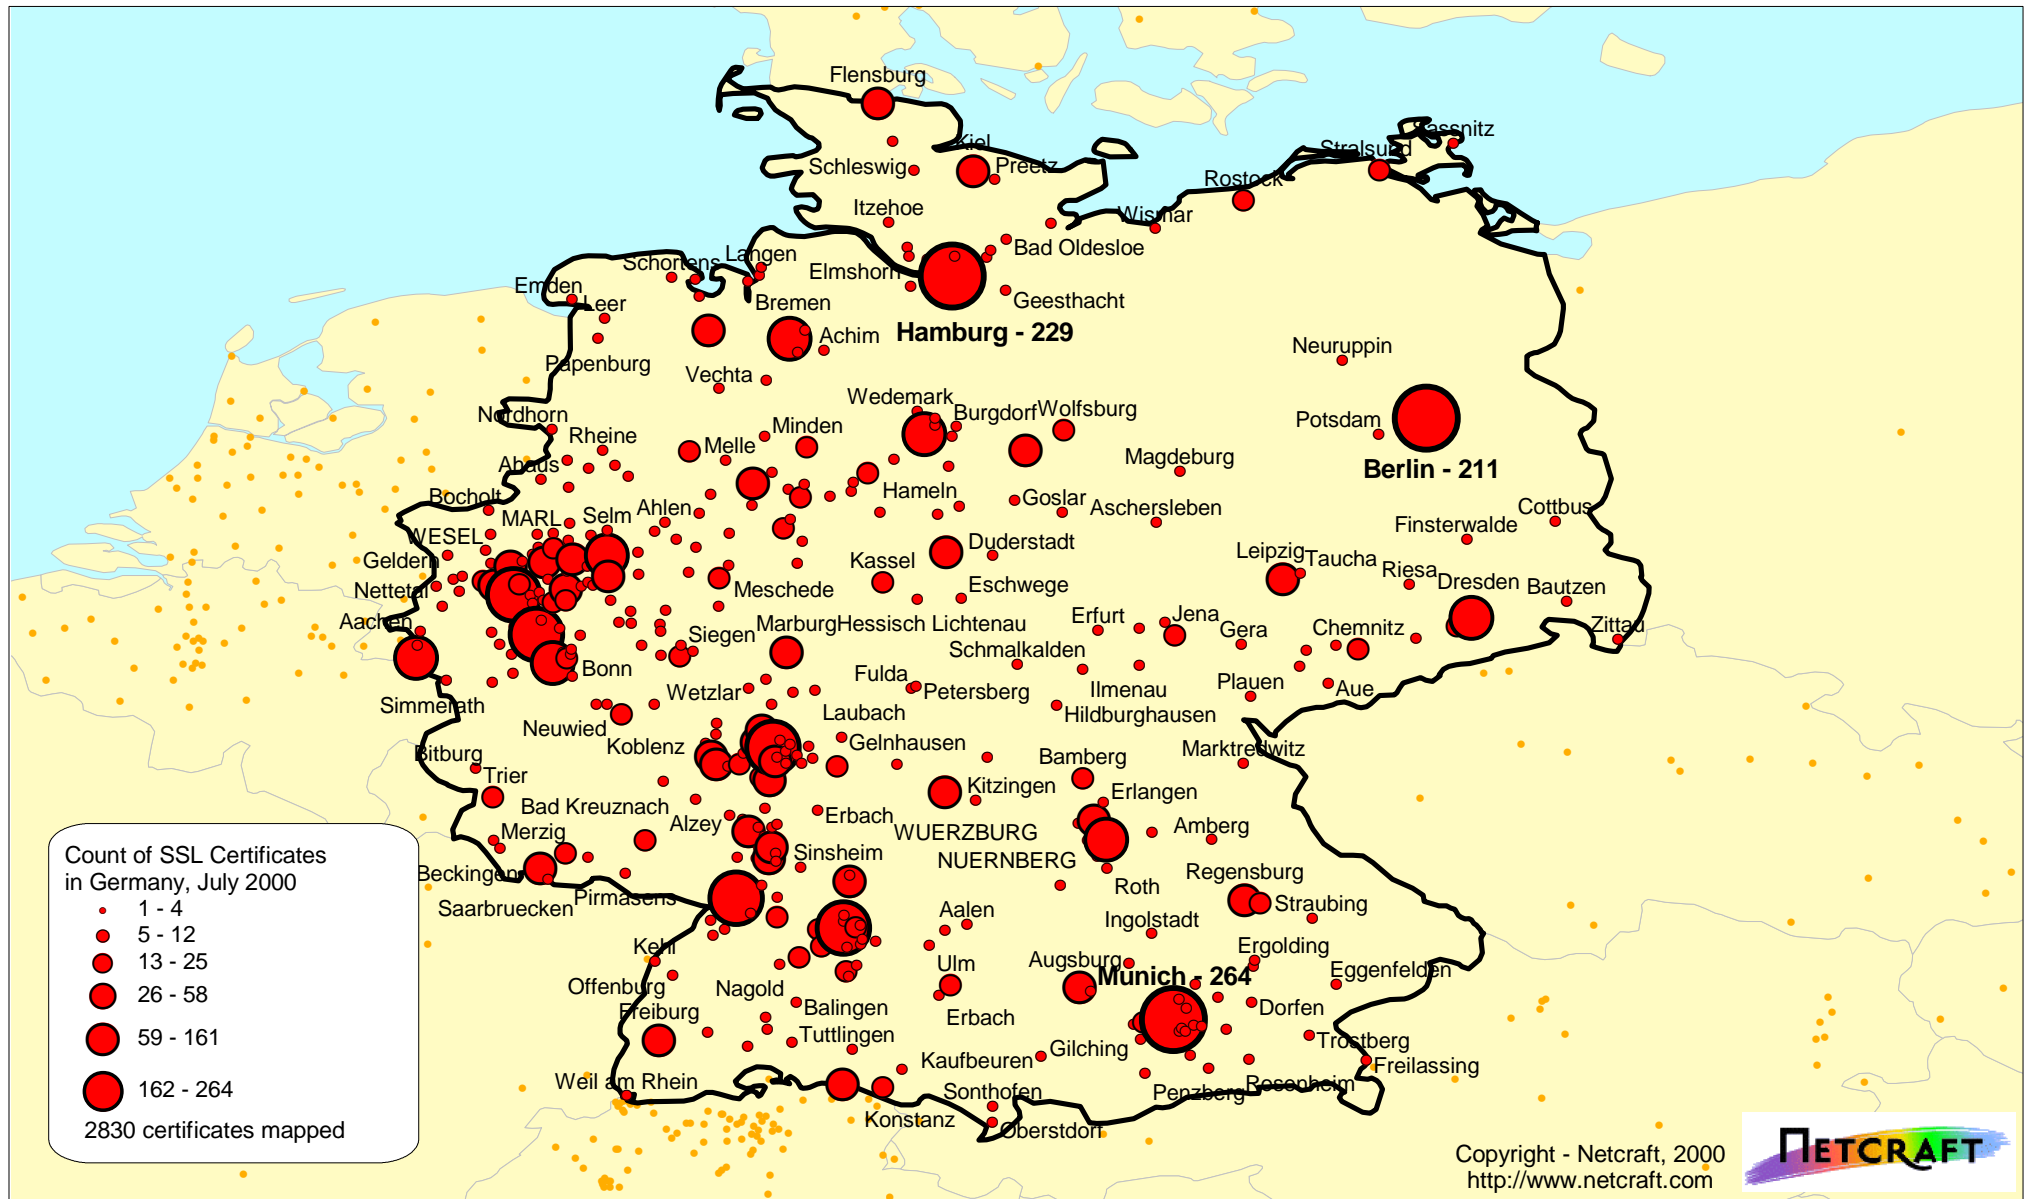 Flensburg
Sassnitz
Kiel
Stralsund
Schleswig
Preetz
Rostock
Itzehoe
Wismar
Bad Oldesloe
Langen
Schortens
Elmshorn
Emden
Leer
Bremen
Geesthacht
Hamburg - 229
Achim
Neuruppin
Papenburg
Vechta
Wedemark
Burgdorf
Wolfsburg
Nordhorn
Minden
Potsdam
Rheine
Melle
Berlin - 211
Ahaus
Magdeburg
Bocholt
Hameln
Goslar
Ahlen
Aschersleben
Cottbus
MARL
Selm
Finsterwalde
WESEL
Duderstadt
Leipzig
Taucha
Geldern
Kassel
Riesa
Dresden
Nettetal
Meschede
Eschwege
Bautzen
Aachen
Siegen
Marburg
Hessisch Lichtenau
Erfurt
Jena
Gera
Chemnitz
Zittau
Bonn
Schmalkalden
Fulda
Petersberg
Ilmenau
Plauen
Aue
Simmerath
Wetzlar
Hildburghausen
Neuwied
Laubach
Koblenz
Gelnhausen
Marktredwitz
Bitburg
Bamberg
Trier
Kitzingen
Erlangen
Bad Kreuznach
Alzey
Erbach
Merzig
WUERZBURG
Amberg
Sinsheim
NUERNBERG
Beckingen
Roth
Regensburg
Saarbruecken
Pirmasens
Aalen
Straubing
Ingolstadt
Kehl
Ergolding
Ulm
Augsburg
Munich - 264
Eggenfelden
Offenburg
Nagold
Freiburg
Balingen
Erbach
Dorfen
Tuttlingen
Trostberg
Gilching
Kaufbeuren
Freilassing
Weil am Rhein
Sonthofen
Penzberg
Rosenheim
Konstanz
Oberstdorf
Count of SSL Certificates
in Germany, July 2000
1 - 4
5 - 12
13 - 25
26 - 58
59 - 161
162 - 264
2830 certificates mapped
Copyright - Netcraft, 2000
http://www.netcraft.com
NETCRAFT